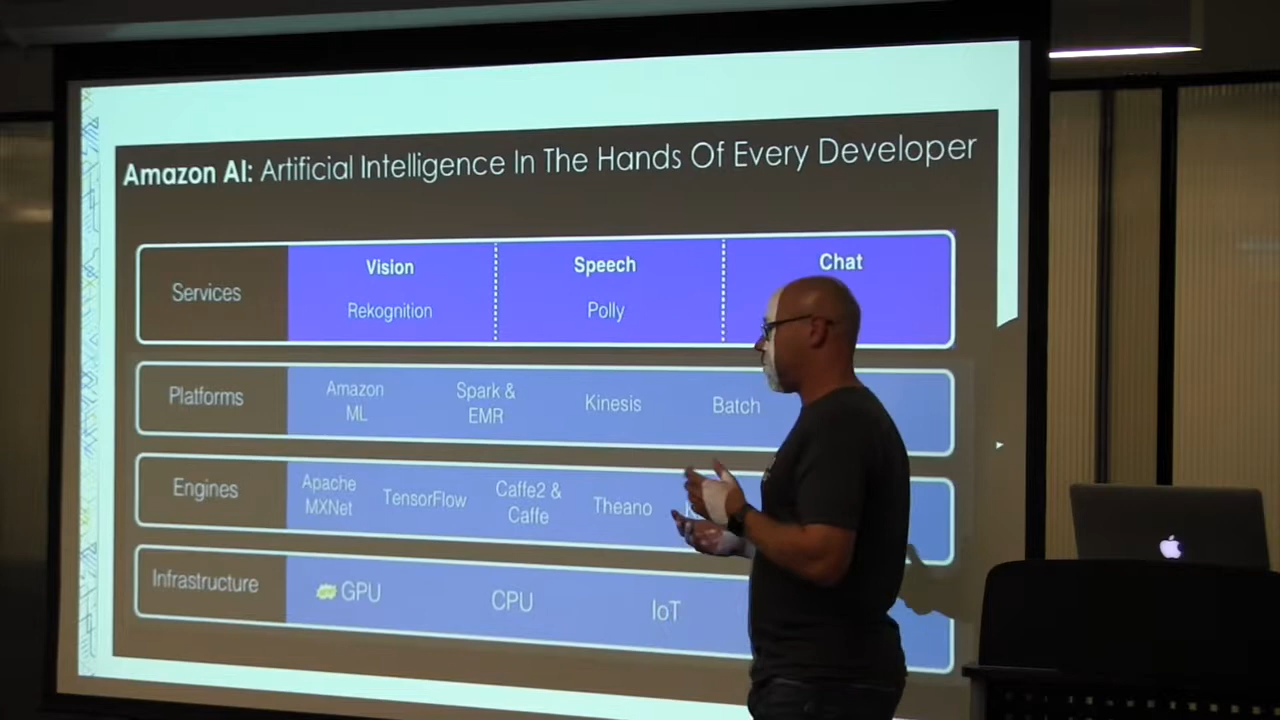 Amazon AI: Artificial Intelligence In The Hands Of Every Developer
Services
Vision
Speech
Chat
Rekognition
Polly
Platforms
Amazon
ML
Spark &
EMR
Kinesis
Batch
Engines
Apache
MXNet
TensorFlow
Caffe2 &
Caffe
Theano
Infrastructure
GPU
CPU
IoT